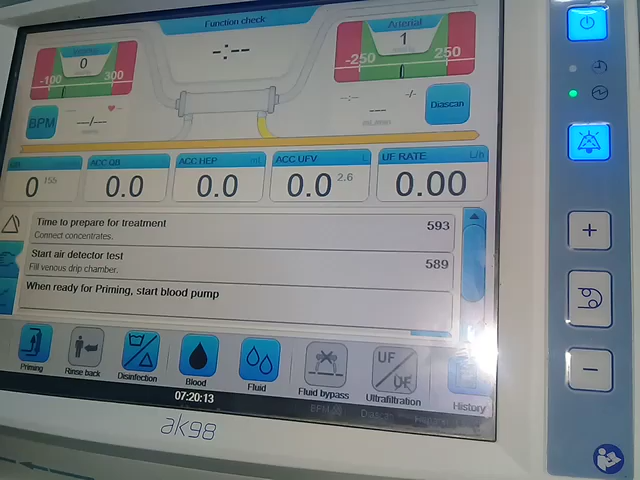 Function check
Venous
0
-100 300
Arterial
1
-250 250
-:--
--/--
---
-/-
BPM
Diascan
ACC QB
ACC HEP ml
ACC UFV L
UF RATE L/h
0 155
0.0
0.0
0.0 2.6
0.00
Time to prepare for treatment 593
Connect concentrates.
Start air detector test 589
Fill venous drip chamber.
When ready for Priming, start blood pump
UF
UF
Priming
Rinse back
Disinfection
Blood
Fluid
Fluid bypass
Ultrafiltration
History
07:20:13
ak98